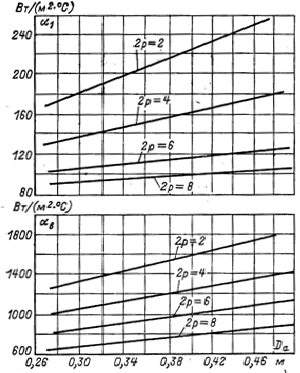 Вт/(м²·°С)
α₁
240
200
160
120
80
2p=2
2p=4
2p=6
2p=8
Вт/(м²·°С)
αв
1800
1400
1000
600
2p=2
2p=4
2p=6
2p=8
Da
0,26 0,30 0,34 0,38 0,42 0,46 м